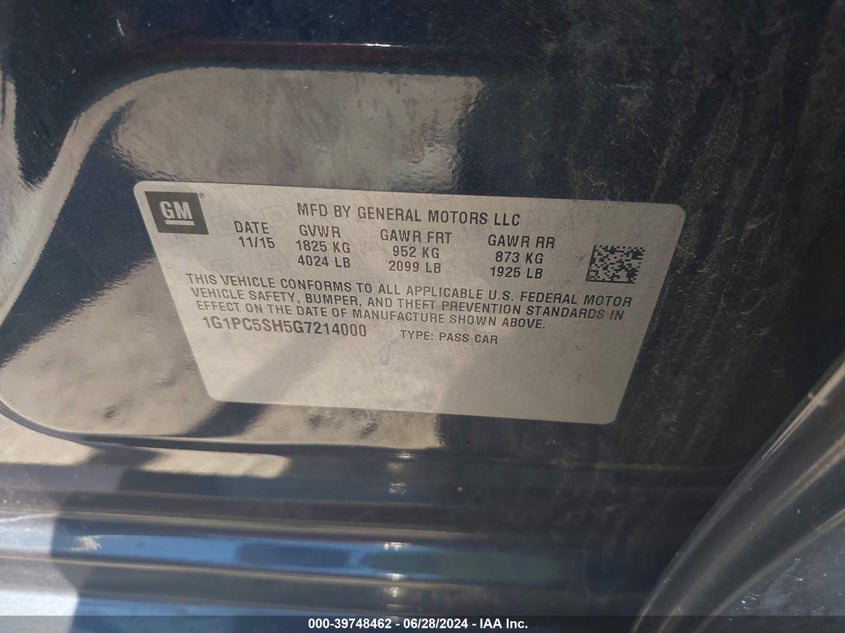 GM
MFD BY GENERAL MOTORS LLC
DATE GVWR GAWR FRT GAWR RR
11/15 1825 KG 952 KG 873 KG
4024 LB 2099 LB 1925 LB
THIS VEHICLE CONFORMS TO ALL APPLICABLE U.S. FEDERAL MOTOR
VEHICLE SAFETY, BUMPER, AND THEFT PREVENTION STANDARDS IN
EFFECT ON THE DATE OF MANUFACTURE SHOWN ABOVE.
1G1PC5SH5G7214000 TYPE: PASS CAR
000-39748462 - 06/28/2024 - IAA Inc.